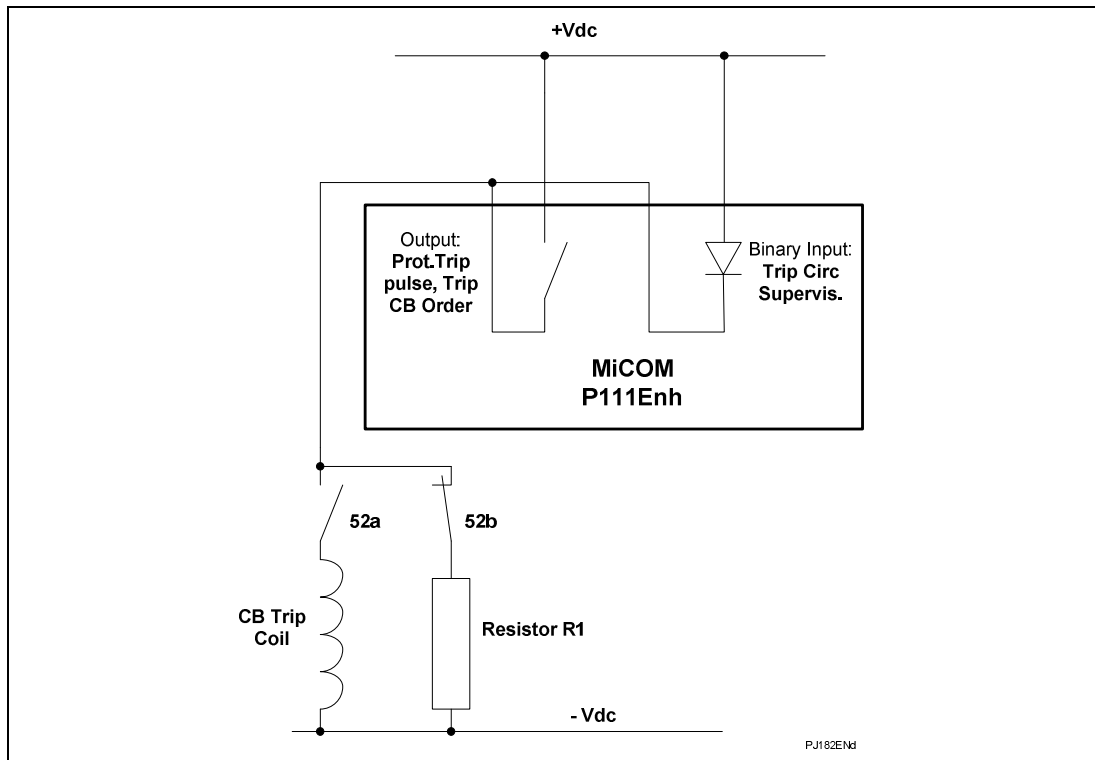 +Vdc
Output:
Prot.Trip
pulse, Trip
CB Order
Binary Input:
Trip Circ
Supervis.
MiCOM
P111Enh
52a
52b
CB Trip
Coil
Resistor R1
- Vdc
PJ182ENd